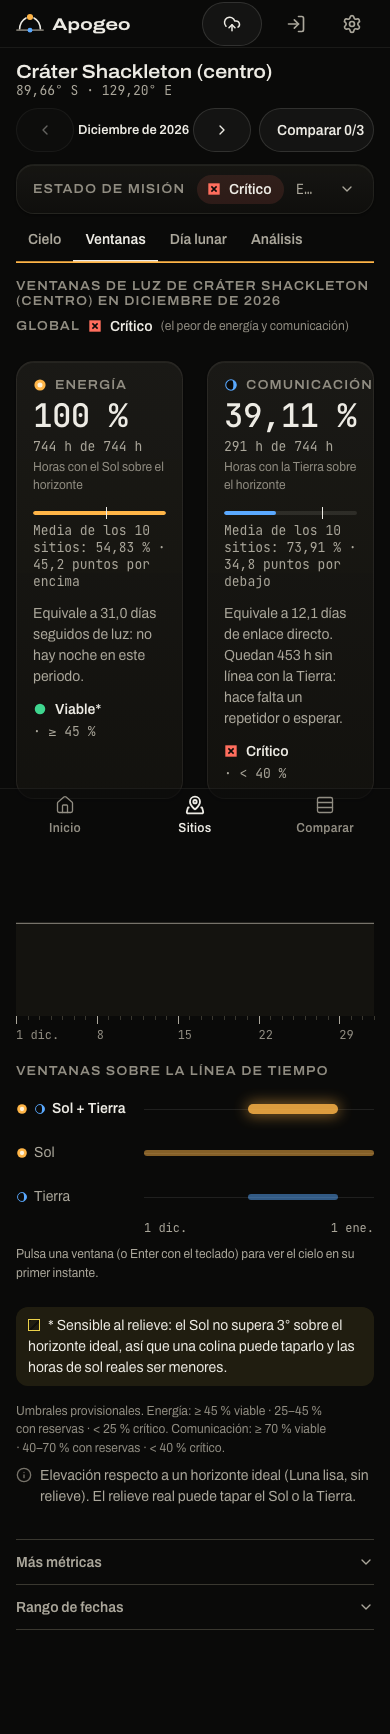 Apogeo
Cráter Shackleton (centro)
89,66° S · 129,20° E
Diciembre de 2026
Comparar 0/3
ESTADO DE MISIÓN
Crítico
E…
Cielo
Ventanas
Día lunar
Análisis
VENTANAS DE LUZ DE CRÁTER SHACKLETON
(CENTRO) EN DICIEMBRE DE 2026
GLOBAL Crítico (el peor de energía y comunicación)
ENERGÍA
100 %
744 h de 744 h
Horas con el Sol sobre el
horizonte
Media de los 10
sitios: 54,83 % ·
45,2 puntos por
encima
Equivale a 31,0 días
seguidos de luz: no
hay noche en este
periodo.
Viable*
· ≥ 45 %
COMUNICACIÓN
39,11 %
291 h de 744 h
Horas con la Tierra sobre
el horizonte
Media de los 10
sitios: 73,91 % ·
34,8 puntos por
debajo
Equivale a 12,1 días
de enlace directo.
Quedan 453 h sin
línea con la Tierra:
hace falta un
repetidor o esperar.
Crítico
· < 40 %
Inicio
Sitios
Comparar
1 dic.
8
15
22
29
VENTANAS SOBRE LA LÍNEA DE TIEMPO
Sol + Tierra
Sol
Tierra
1 dic.
1 ene.
Pulsa una ventana (o Enter con el teclado) para ver el cielo en su
primer instante.
* Sensible al relieve: el Sol no supera 3° sobre el
horizonte ideal, así que una colina puede taparlo y las
horas de sol reales ser menores.
Umbrales provisionales. Energía: ≥ 45 % viable · 25–45 %
con reservas · < 25 % crítico. Comunicación: ≥ 70 % viable
· 40–70 % con reservas · < 40 % crítico.
Elevación respecto a un horizonte ideal (Luna lisa, sin
relieve). El relieve real puede tapar el Sol o la Tierra.
Más métricas
Rango de fechas